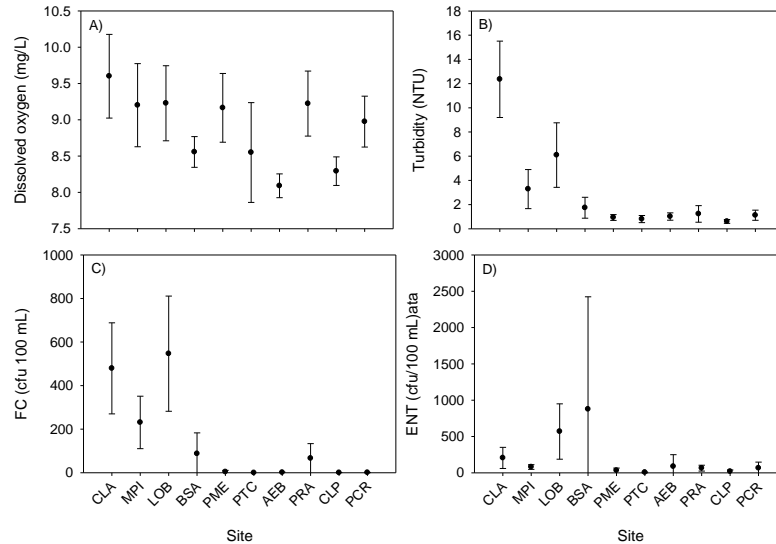 A)
Dissolved oxygen (mg/L)
10.5
10.0
9.5
9.0
8.5
8.0
7.5
B)
Turbidity (NTU)
18
16
14
12
10
8
6
4
2
0
C)
FC (cfu 100 mL)
1000
800
600
400
200
0
CLA
MPI
LOB
BSA
PME
PTC
AEB
PRA
CLP
PCR
Site
D)
ENT (cfu/100 mL)ata
3000
2500
2000
1500
1000
500
0
CLA
MPI
LOB
BSA
PME
PTC
AEB
PRA
CLP
PCR
Site